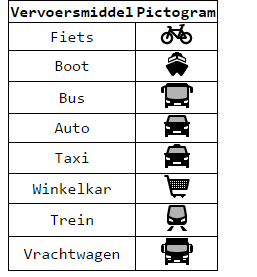 Vervoersmiddel Pictogram
Fiets
Boot
Bus
Auto
Taxi
Winkelkar
Trein
Vrachtwagen